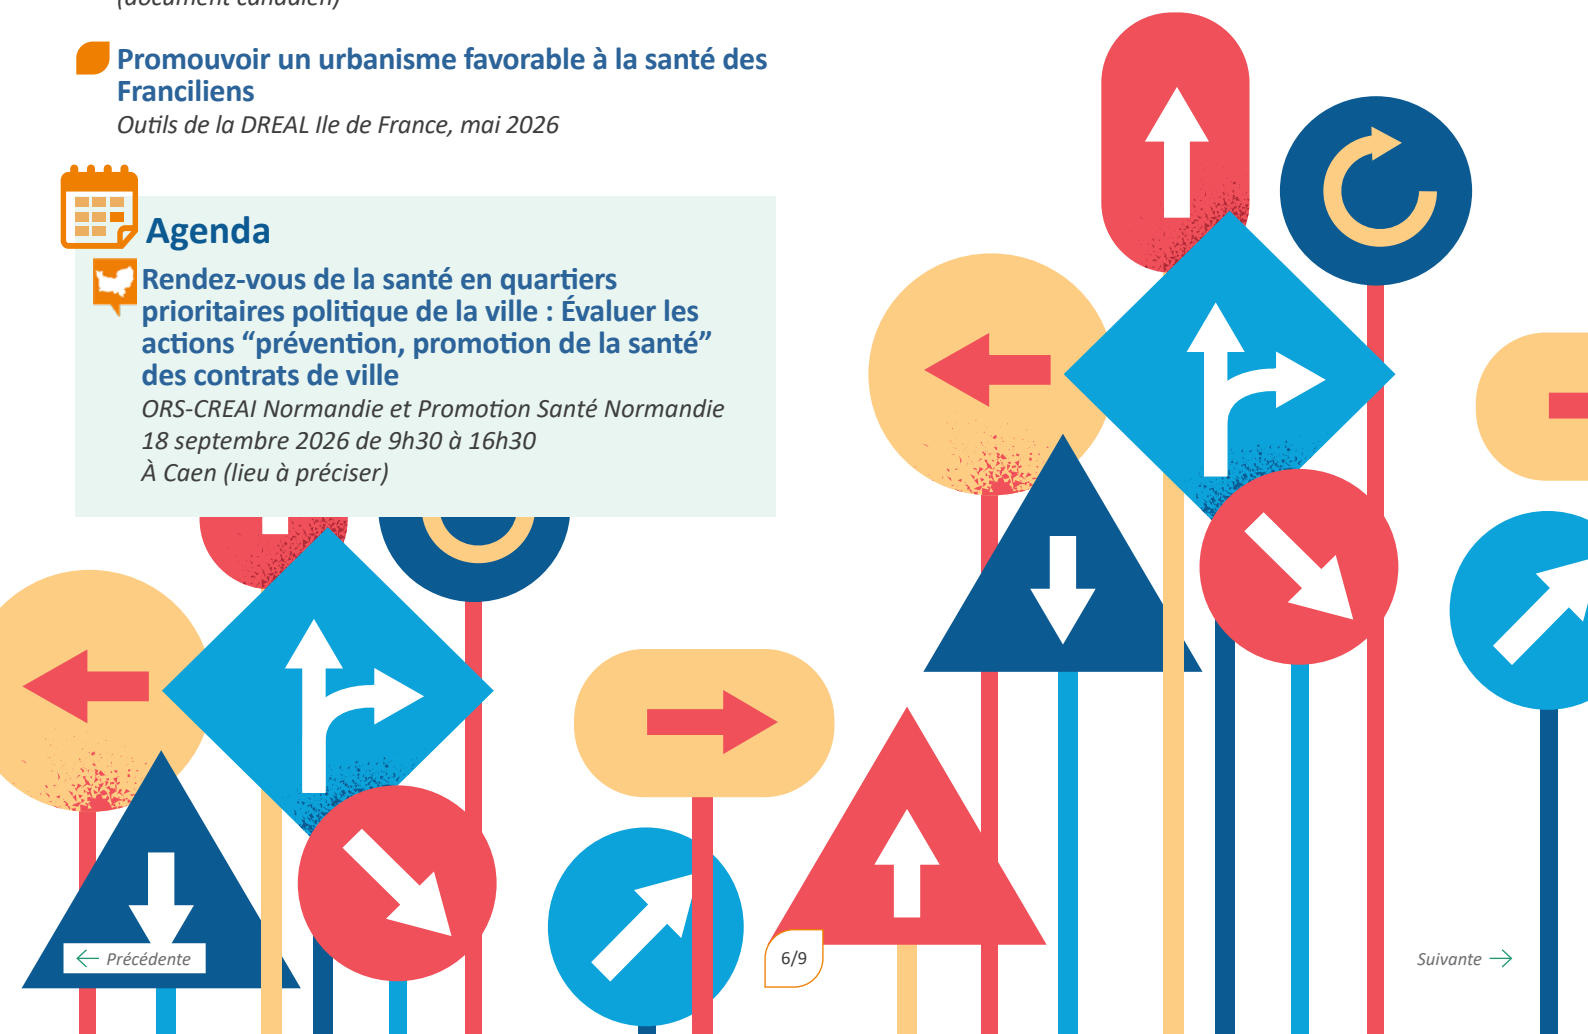 (document canadien)
Promouvoir un urbanisme favorable à la santé des
Franciliens
Outils de la DREAL Ile de France, mai 2026
Agenda
Rendez-vous de la santé en quartiers
prioritaires politique de la ville : Évaluer les
actions “prévention, promotion de la santé”
des contrats de ville
ORS-CREAI Normandie et Promotion Santé Normandie
18 septembre 2026 de 9h30 à 16h30
À Caen (lieu à préciser)
Précédente
6/9
Suivante